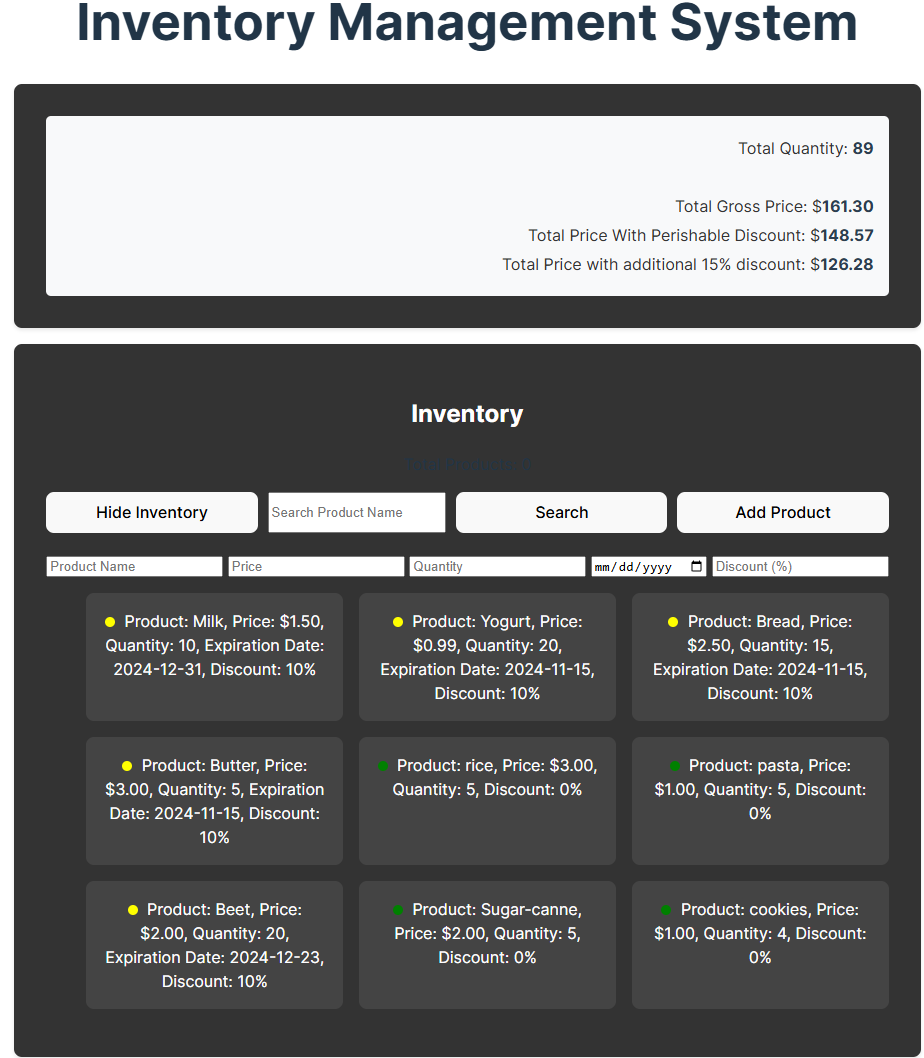 Inventory Management System
Total Quantity: 89
Total Gross Price: $161.30
Total Price With Perishable Discount: $148.57
Total Price with additional 15% discount: $126.28
Inventory
Hide Inventory
Search Product Name
Search
Add Product
Product Name
Price
Quantity
mm/dd/yyyy
Discount (%)
Product: Milk, Price: $1.50,
Quantity: 10, Expiration Date:
2024-12-31, Discount: 10%
Product: Yogurt, Price:
$0.99, Quantity: 20,
Expiration Date: 2024-11-15,
Discount: 10%
Product: Bread, Price:
$2.50, Quantity: 15,
Expiration Date: 2024-11-15,
Discount: 10%
Product: Butter, Price:
$3.00, Quantity: 5, Expiration
Date: 2024-11-15, Discount:
10%
Product: rice, Price: $3.00,
Quantity: 5, Discount: 0%
Product: pasta, Price:
$1.00, Quantity: 5, Discount:
0%
Product: Beet, Price:
$2.00, Quantity: 20,
Expiration Date: 2024-12-23,
Discount: 10%
Product: Sugar-canne,
Price: $2.00, Quantity: 5,
Discount: 0%
Product: cookies, Price:
$1.00, Quantity: 4, Discount:
0%